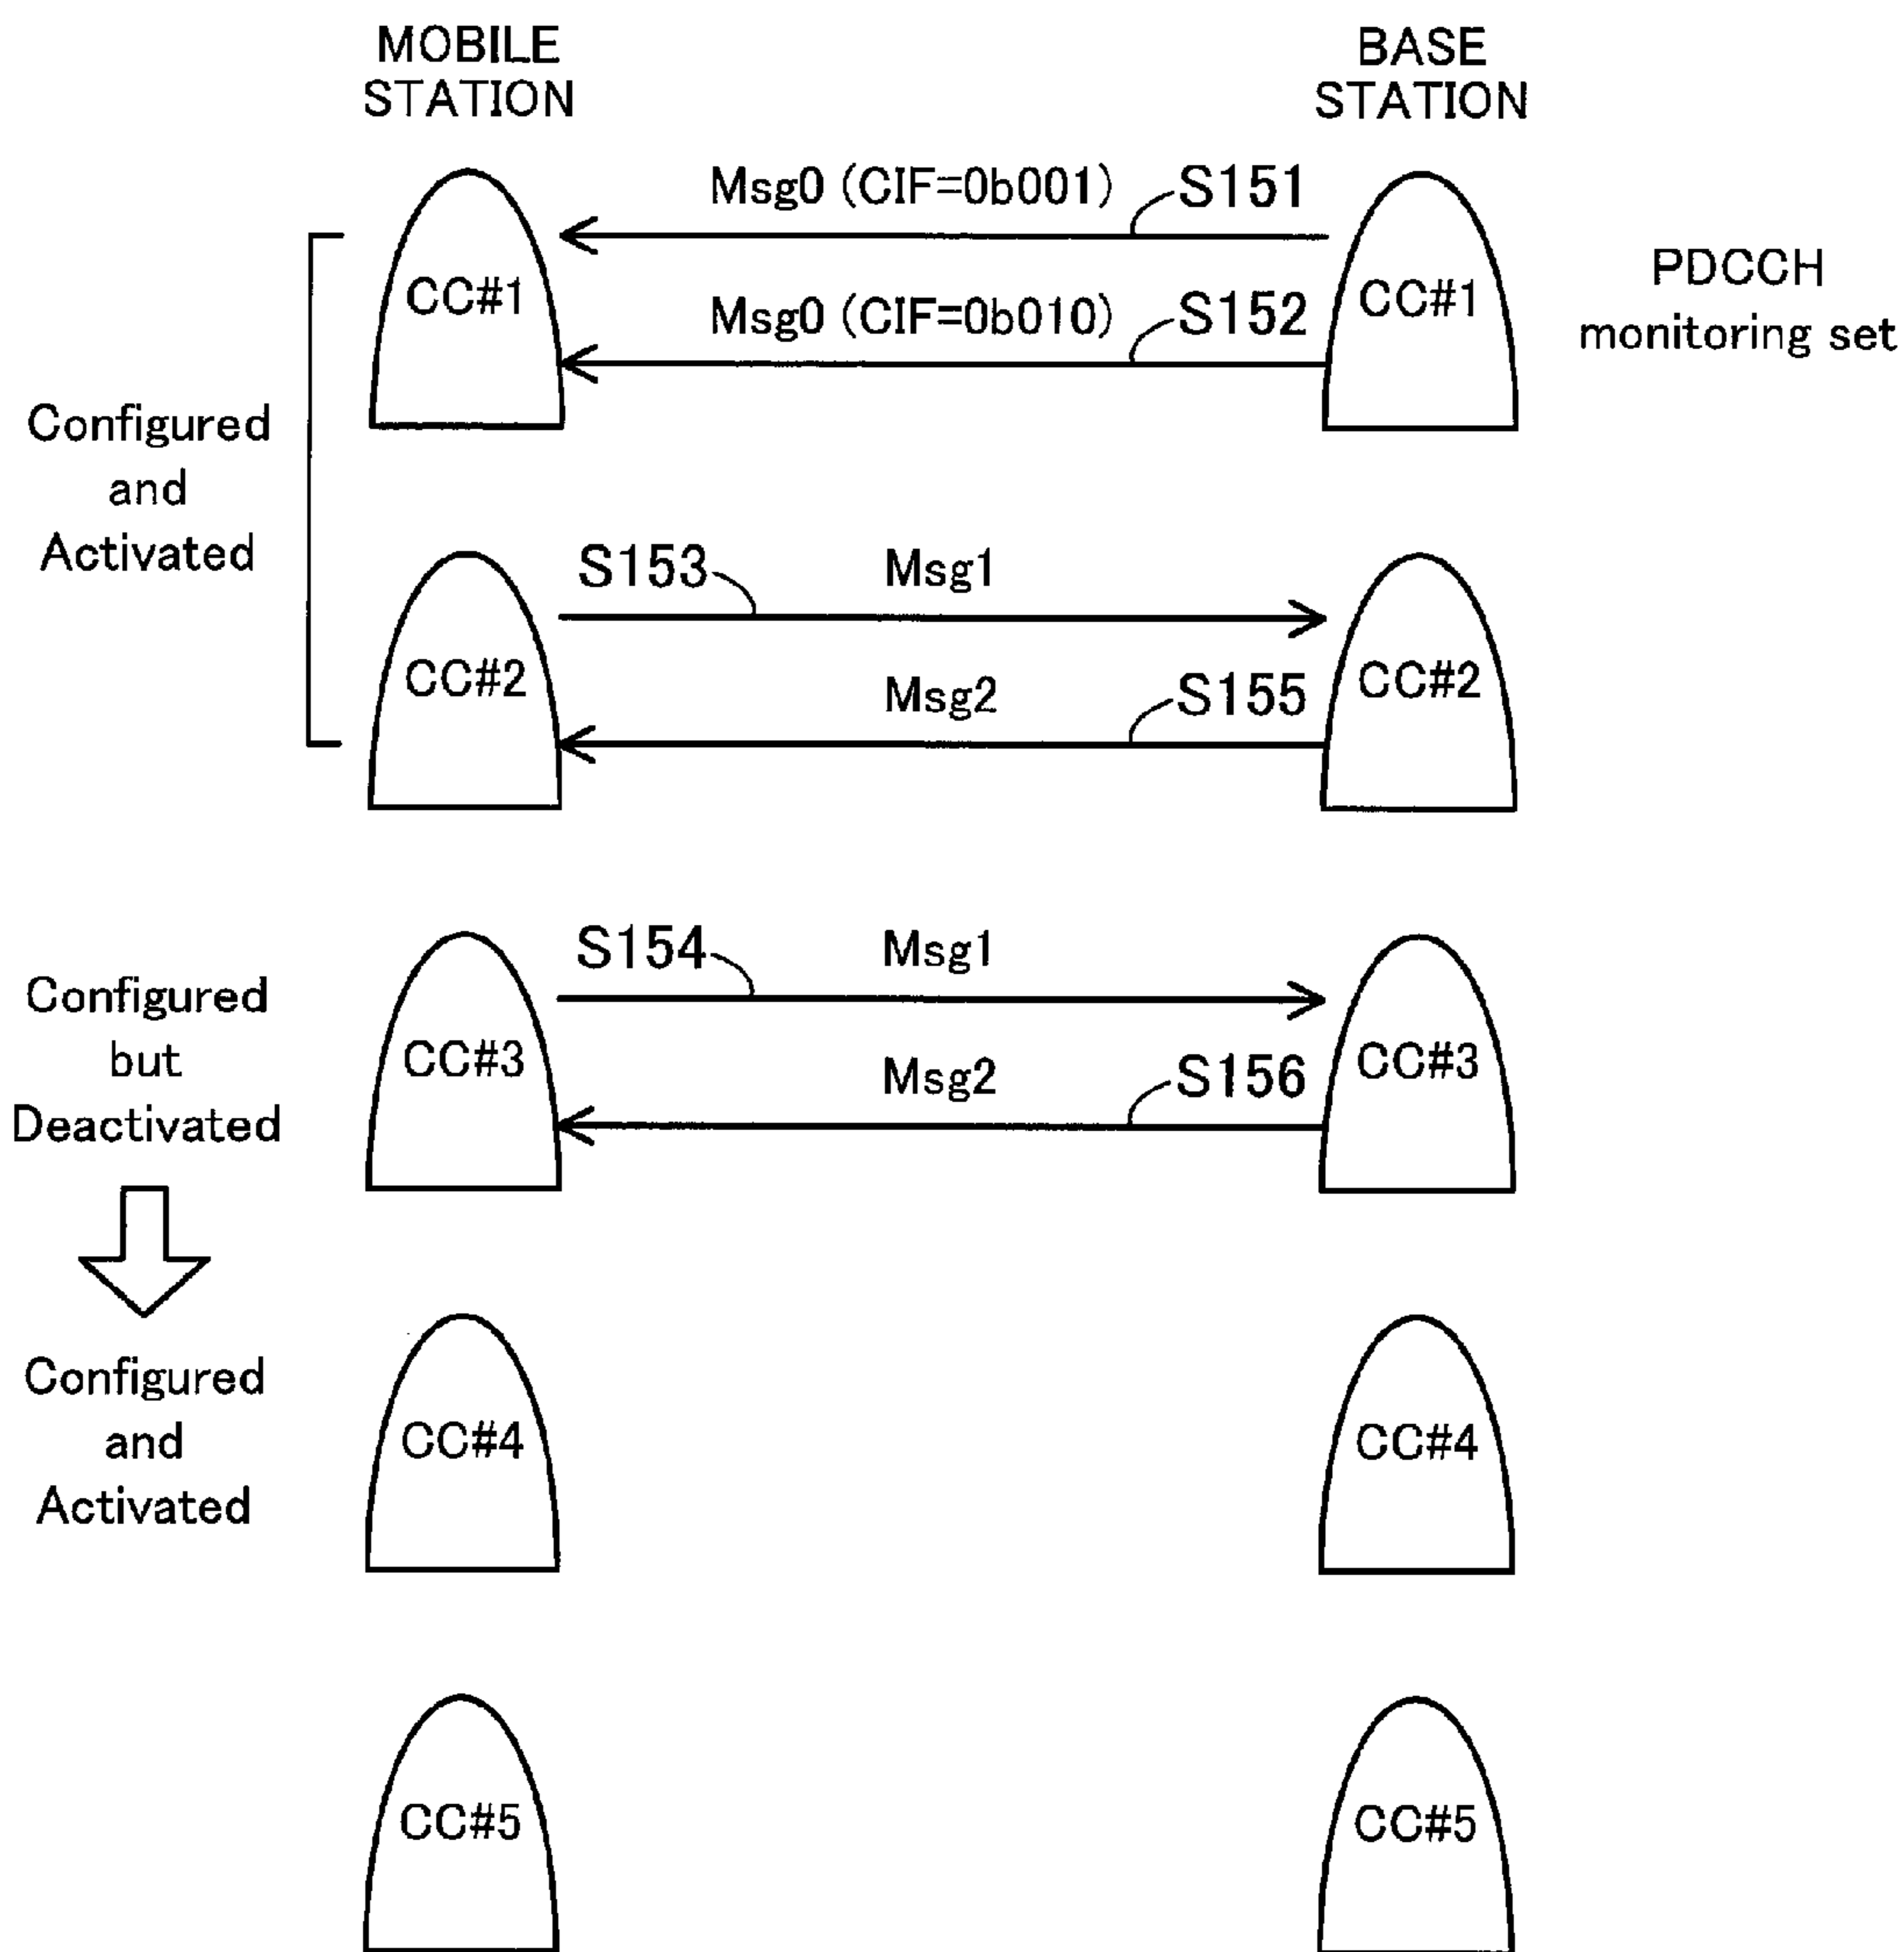 MOBILE
STATION
BASE
STATION
Msg0 (CIF=0b001)
S151
CC#1
CC#1
Msg0 (CIF=0b010)
S152
PDCCH
monitoring set
Configured
and
Activated
S153
Msg1
CC#2
CC#2
Msg2
S155
S154
Msg1
Configured
but
Deactivated
CC#3
CC#3
Msg2
S156
Configured
and
Activated
CC#4
CC#4
CC#5
CC#5